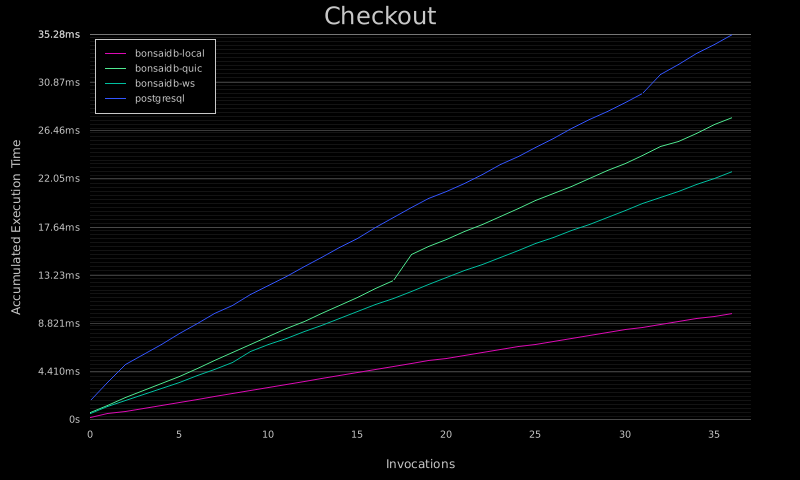 Checkout
35.28ms
30.87ms
26.46ms
22.05ms
17.64ms
13.23ms
8.821ms
4.410ms
0s
bonsaidb-local
bonsaidb-quic
bonsaidb-ws
postgresql
Accumulated Execution Time
0 5 10 15 20 25 30 35
Invocations